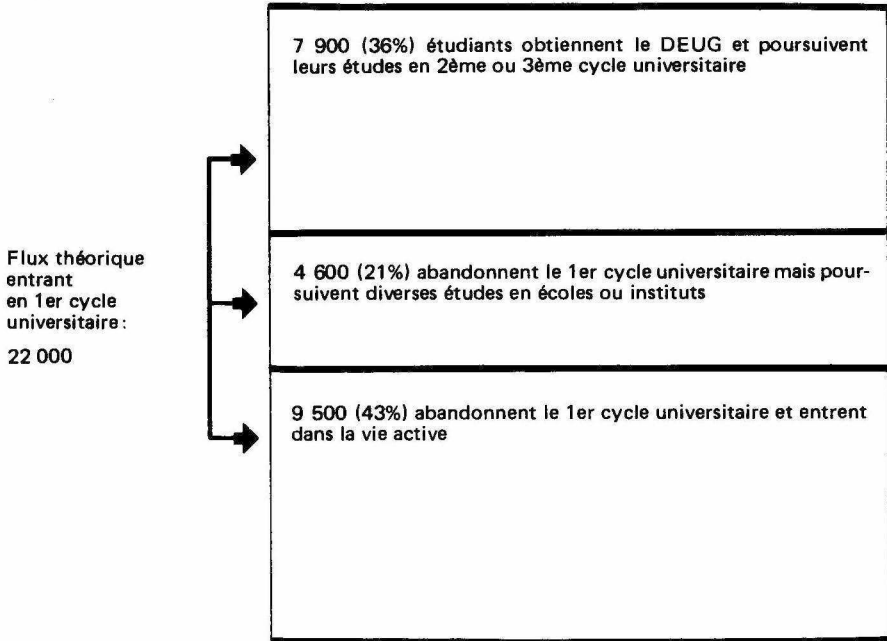 7 900 (36%) étudiants obtiennent le DEUG et poursuivent
leurs études en 2ème ou 3ème cycle universitaire
Flux théorique
entrant
en 1er cycle
universitaire:
22 000
4 600 (21%) abandonnent le 1er cycle universitaire mais pour-
suivent diverses études en écoles ou instituts
9 500 (43%) abandonnent le 1er cycle universitaire et entrent
dans la vie active